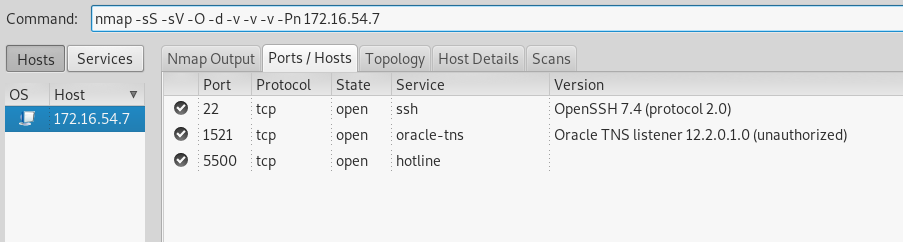 Command: nmap -sS -sV -O -d -v -v -v -Pn 172.16.54.7
Hosts Services Nmap Output Ports / Hosts Topology Host Details Scans
OS Host Port Protocol State Service Version
172.16.54.7
22 tcp open ssh OpenSSH 7.4 (protocol 2.0)
1521 tcp open oracle-tns Oracle TNS listener 12.2.0.1.0 (unauthorized)
5500 tcp open hotline